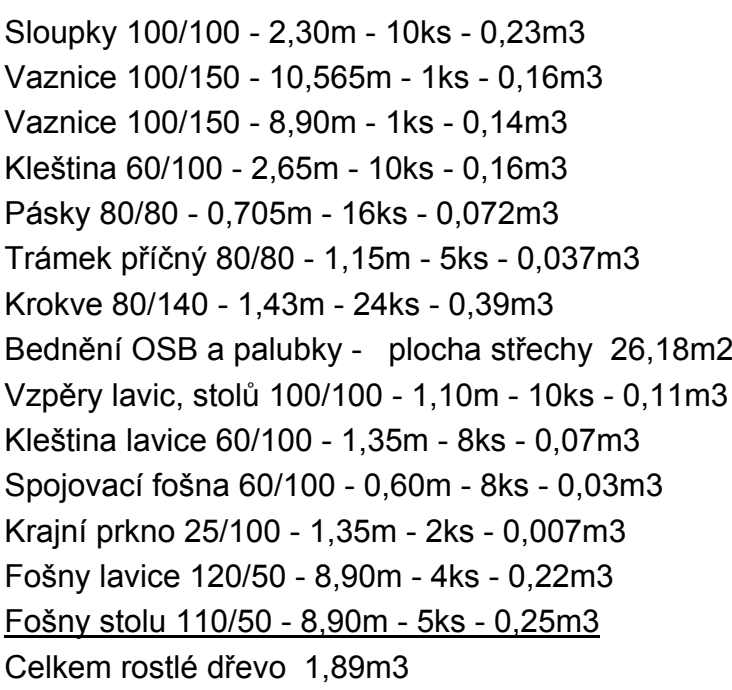 Sloupky 100/100 - 2,30m - 10ks - 0,23m3
Vaznice 100/150 - 10,565m - 1ks - 0,16m3
Vaznice 100/150 - 8,90m - 1ks - 0,14m3
Kleština 60/100 - 2,65m - 10ks - 0,16m3
Pásky 80/80 - 0,705m - 16ks - 0,072m3
Trámek příčný 80/80 - 1,15m - 5ks - 0,037m3
Krokve 80/140 - 1,43m - 24ks - 0,39m3
Bednění OSB a palubky - plocha střechy 26,18m2
Vzpěry lavic, stolů 100/100 - 1,10m - 10ks - 0,11m3
Kleština lavice 60/100 - 1,35m - 8ks - 0,07m3
Spojovací fošna 60/100 - 0,60m - 8ks - 0,03m3
Krajní prkno 25/100 - 1,35m - 2ks - 0,007m3
Fošny lavice 120/50 - 8,90m - 4ks - 0,22m3
Fošny stolu 110/50 - 8,90m - 5ks - 0,25m3
Celkem rostlé dřevo 1,89m3